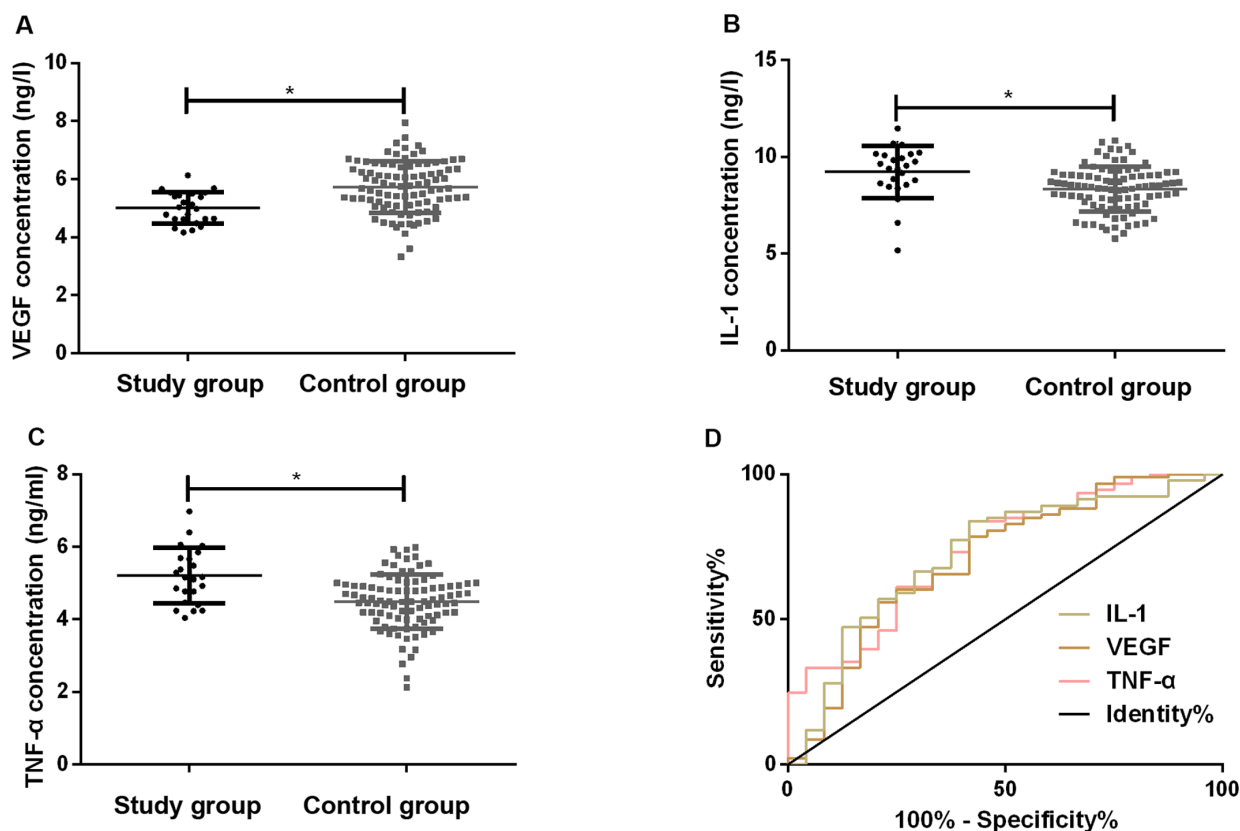 A
VEGF concentration (ng/l)
10
8
6
4
2
0
*
Study group
Control group
B
IL-1 concentration (ng/l)
15
10
5
0
*
Study group
Control group
C
TNF-α concentration (ng/ml)
8
6
4
2
0
*
Study group
Control group
D
Sensitivity%
100
50
0
IL-1
VEGF
TNF-α
Identity%
0
50
100
100% - Specificity%